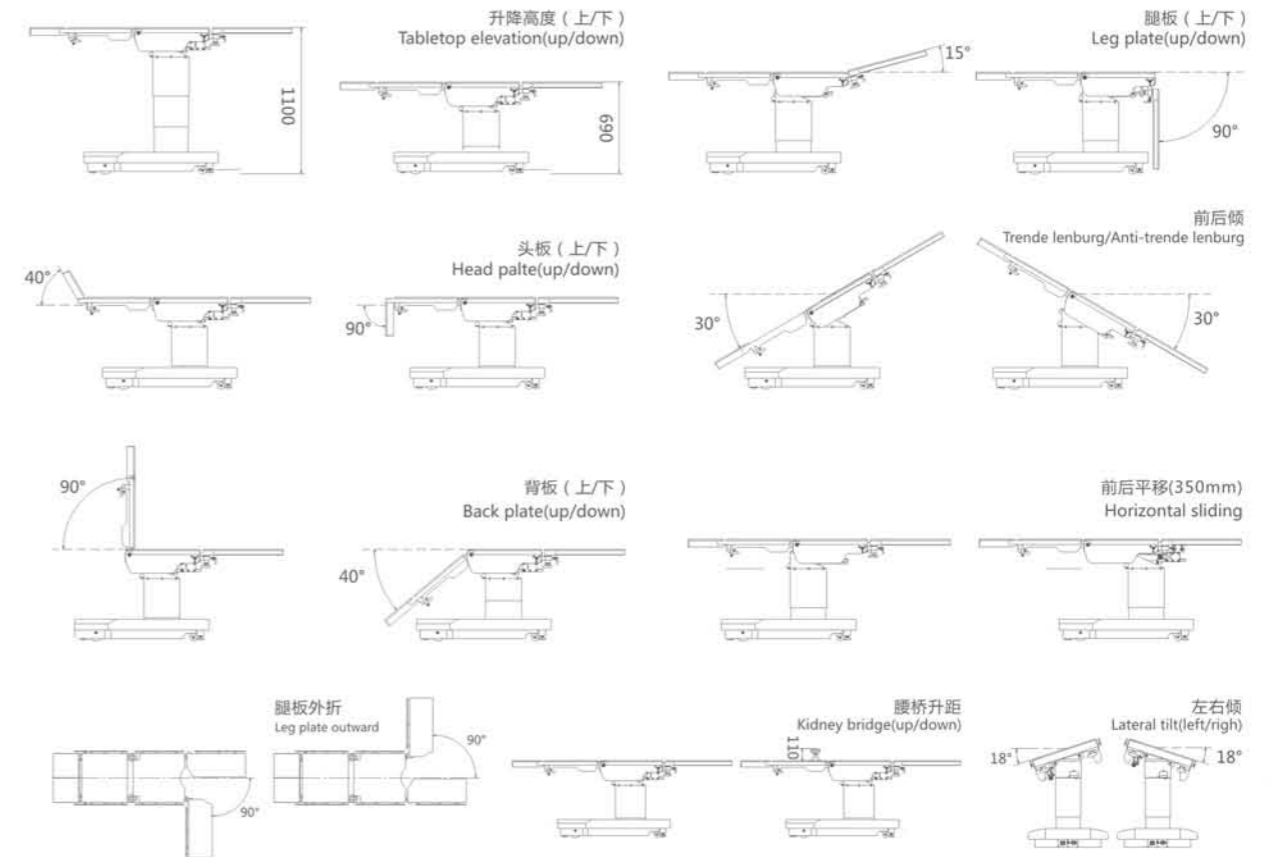 升降高度（上/下）
Tabletop elevation(up/down)
1100
690
腿板（上/下）
Leg plate(up/down)
15°
90°
头板（上/下）
Head palte(up/down)
40°
90°
前后倾
Trende lenburg/Anti-trende lenburg
30°
30°
背板（上/下）
Back plate(up/down)
90°
40°
前后平移(350mm)
Horizontal sliding
腿板外折
Leg plate outward
90°
90°
腰桥升距
Kidney bridge(up/down)
110
左右倾
Lateral tilt(left/righ)
18°
18°